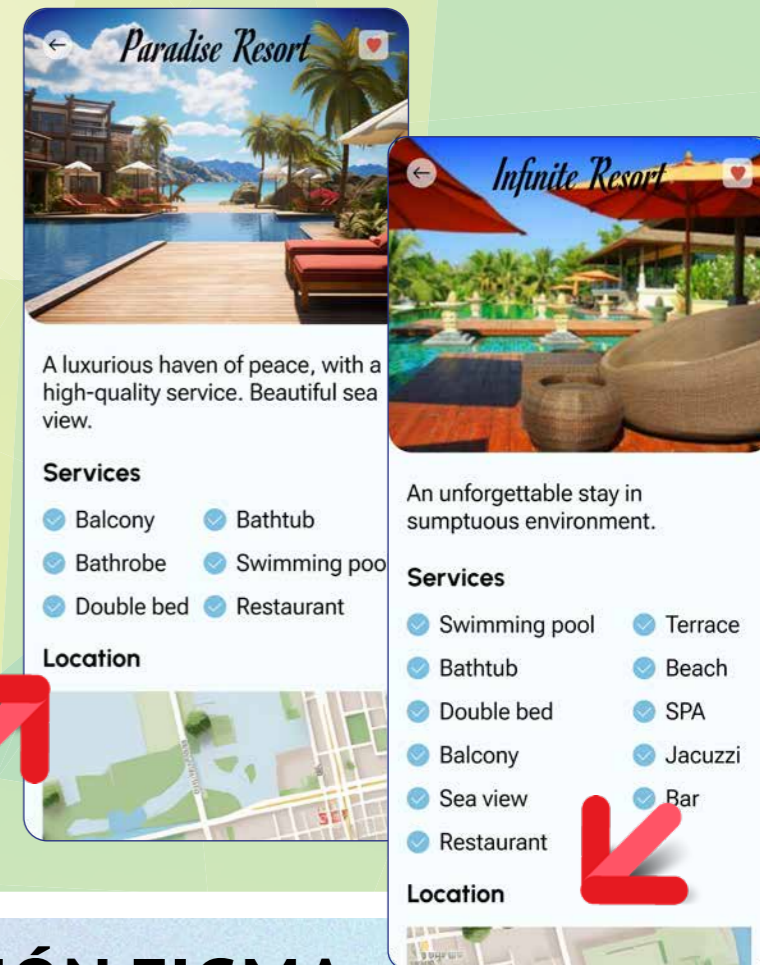 Paradise Resort
A luxurious haven of peace, with a
high-quality service. Beautiful sea
view.
Services
Balcony
Bathtub
Bathrobe
Swimming poo
Double bed
Restaurant
Location
Infinite Resort
An unforgettable stay in
sumptuous environment.
Services
Swimming pool
Terrace
Bathtub
Beach
Double bed
SPA
Balcony
Jacuzzi
Sea view
Bar
Restaurant
Location